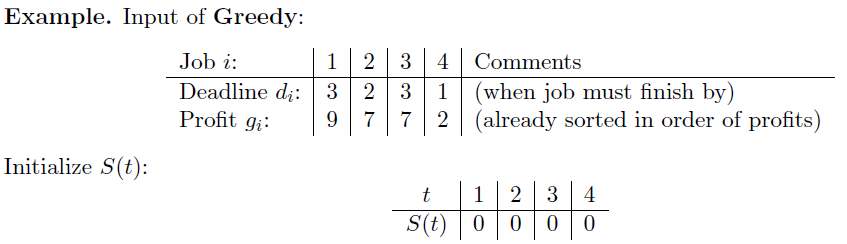 Example. Input of Greedy:
Job i: 1 2 3 4 Comments
Deadline dᵢ: 3 2 3 1 (when job must finish by)
Profit gᵢ: 9 7 7 2 (already sorted in order of profits)
Initialize S(t):
t 1 2 3 4
S(t) 0 0 0 0